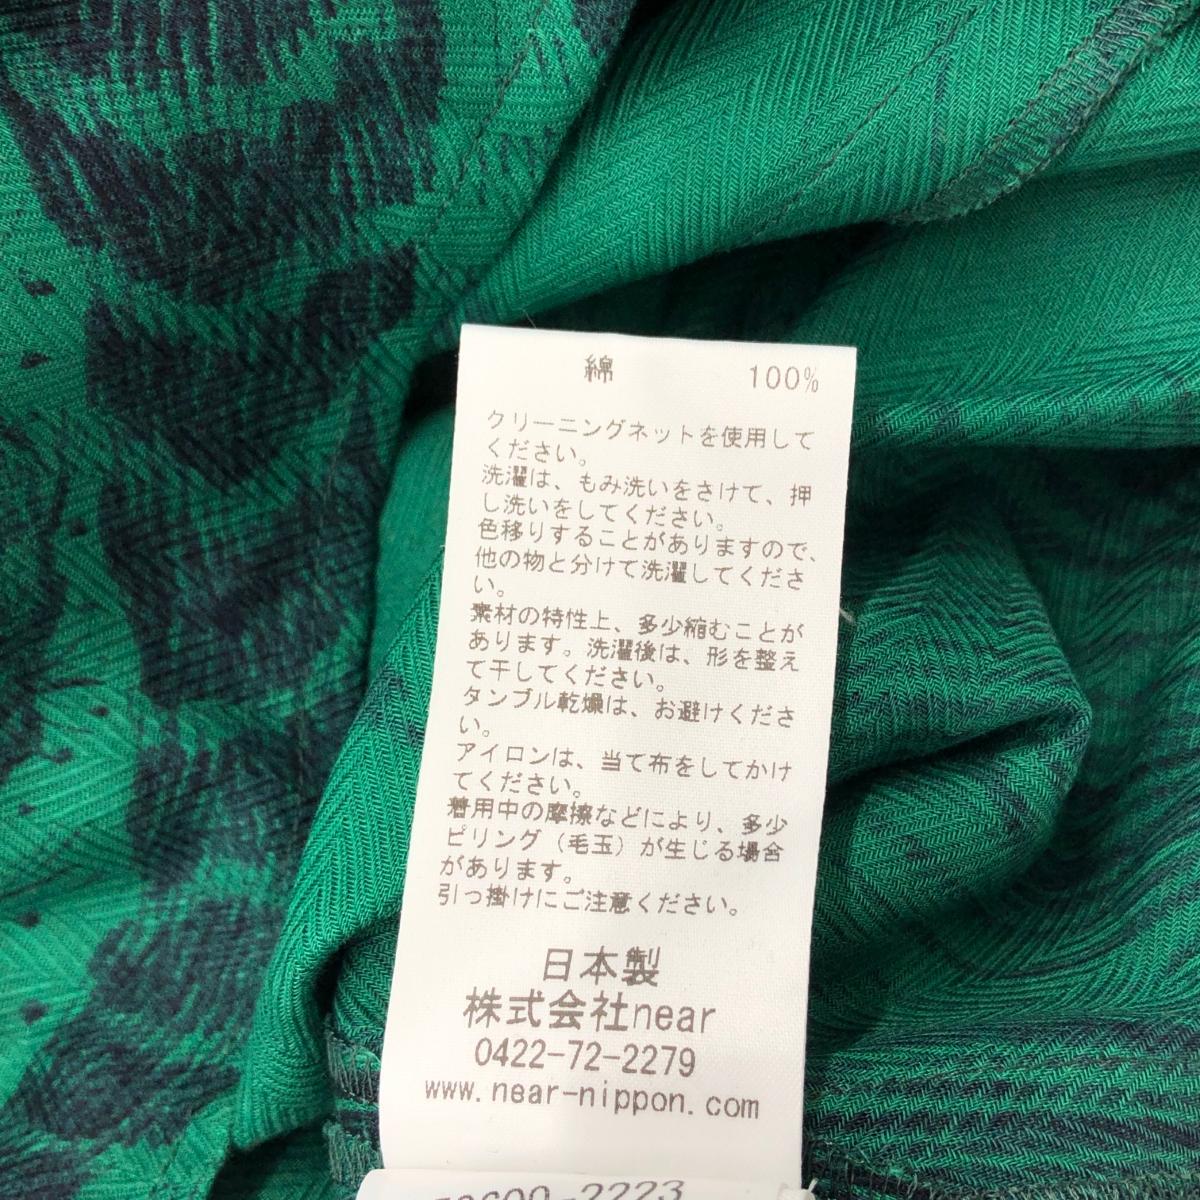 綿 100%
クリーニングネットを使用して
ください。
洗濯は、もみ洗いをさけて、押
し洗いをしてください。
色移りすることがありますので、
他の物と分けて洗濯してくださ
い。
素材の特性上、多少縮むことが
あります。洗濯後は、形を整え
て干してください。
タンブル乾燥は、お避けくださ
い。
アイロンは、当て布をしてかけ
てください。
着用中の摩擦などにより、多少
ピリング（毛玉）が生じる場合
があります。
引っ掛けにご注意ください。
日本製
株式会社near
0422-72-2279
www.near-nippon.com